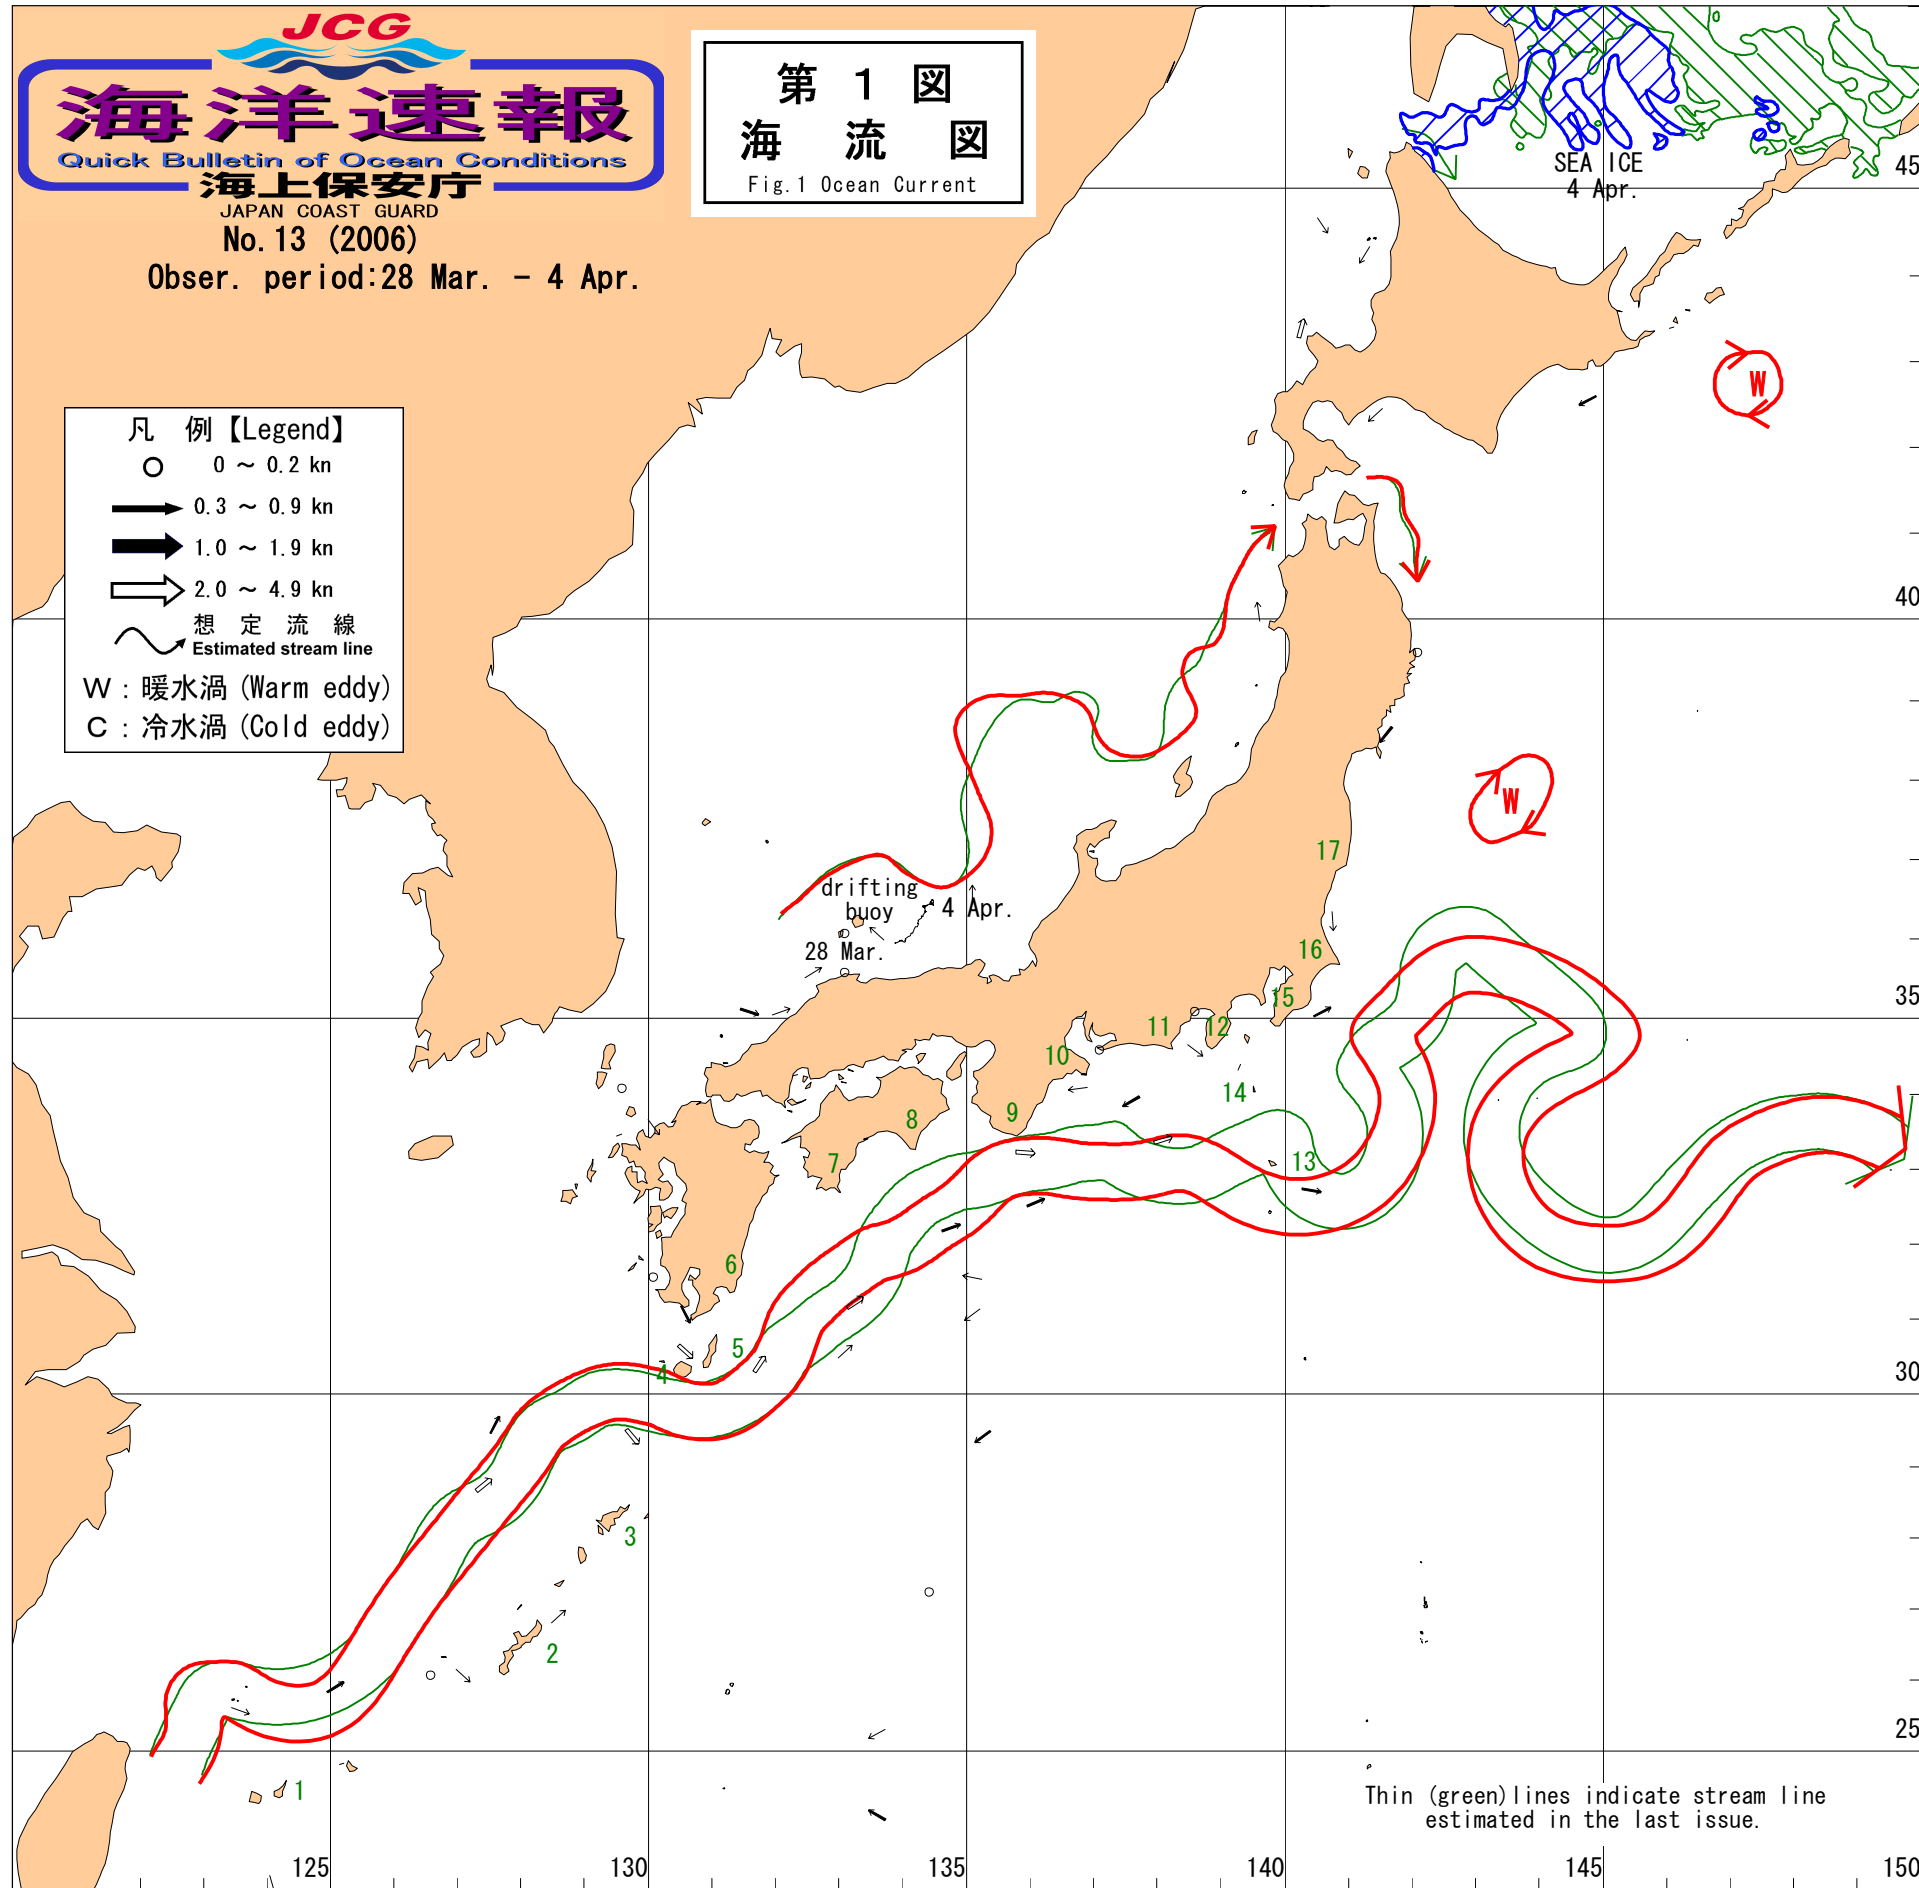 JCG
海洋速報
Quick Bulletin of Ocean Conditions
海上保安庁
JAPAN COAST GUARD
No.13 (2006)
Obser. period:28 Mar. - 4 Apr.
第 1 図
海 流 図
Fig.1 Ocean Current
凡 例【Legend】
0 ～ 0.2 kn
0.3 ～ 0.9 kn
1.0 ～ 1.9 kn
2.0 ～ 4.9 kn
想 定 流 線
Estimated stream line
W : 暖水渦 (Warm eddy)
C : 冷水渦 (Cold eddy)
SEA ICE
4 Apr.
45
W
40
W
17
drifting
buoy
4 Apr.
28 Mar.
16
15
35
11
12
10
14
9
8
13
7
6
5
4
30
3
2
25
1
Thin (green)lines indicate stream line
estimated in the last issue.
125
130
135
140
145
150